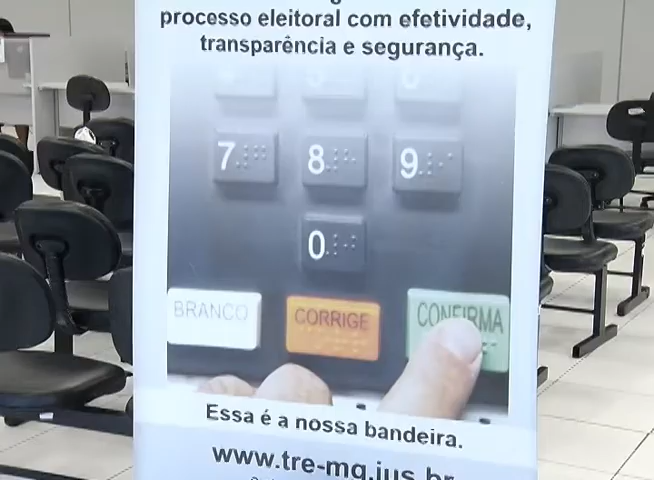 processo eleitoral com efetividade,
transparência e segurança.
7 8 9
0
BRANCO CORRIGE CONFIRMA
Essa é a nossa bandeira.
www.tre-mg.jus.br